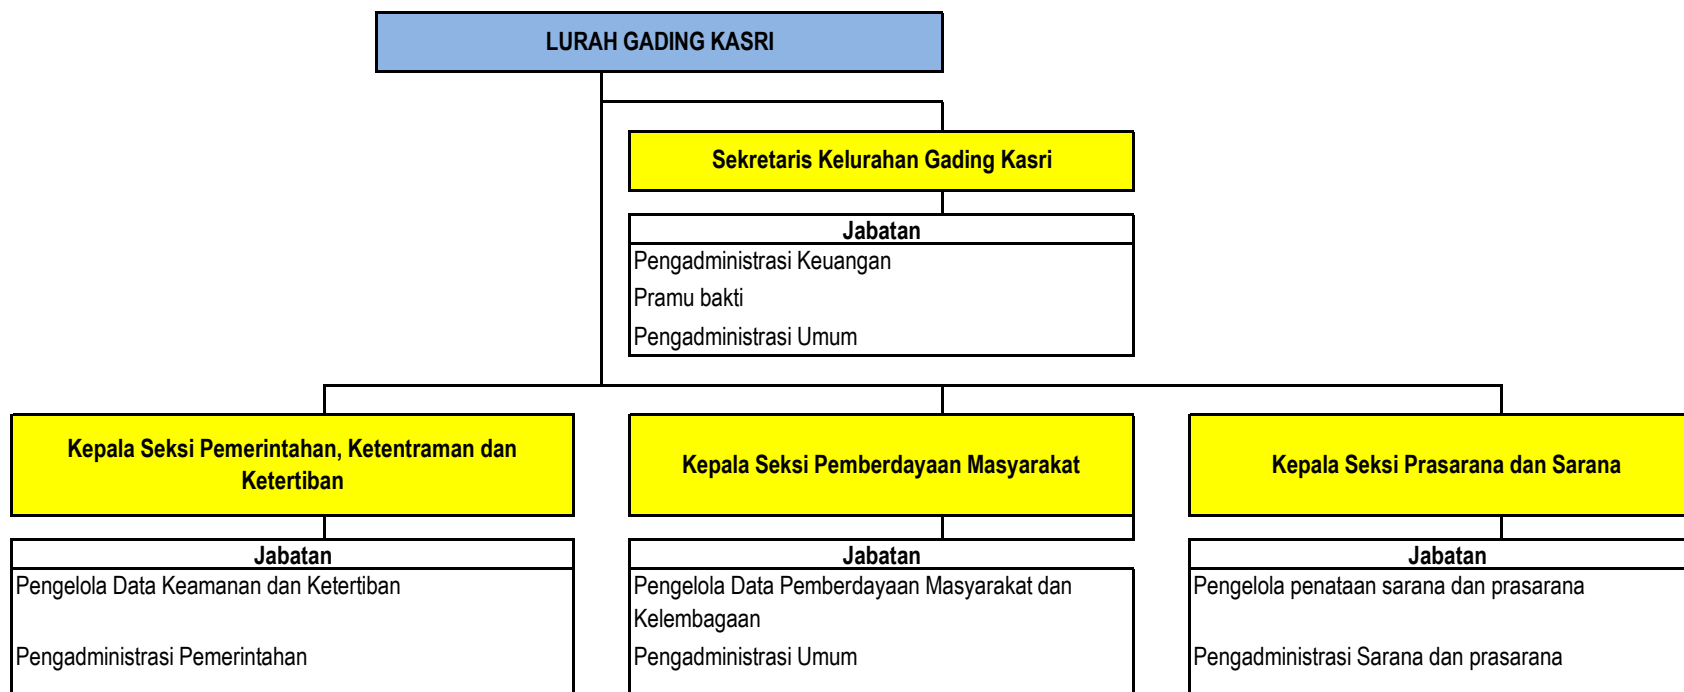 LURAH GADING KASRI
Sekretaris Kelurahan Gading Kasri
Jabatan
Pengadministrasi Keuangan
Pramu bakti
Pengadministrasi Umum
Kepala Seksi Pemerintahan, Ketentraman dan
Ketertiban
Jabatan
Pengelola Data Keamanan dan Ketertiban
Pengadministrasi Pemerintahan
Kepala Seksi Pemberdayaan Masyarakat
Jabatan
Pengelola Data Pemberdayaan Masyarakat dan
Kelembagaan
Pengadministrasi Umum
Kepala Seksi Prasarana dan Sarana
Jabatan
Pengelola penataan sarana dan prasarana
Pengadministrasi Sarana dan prasarana